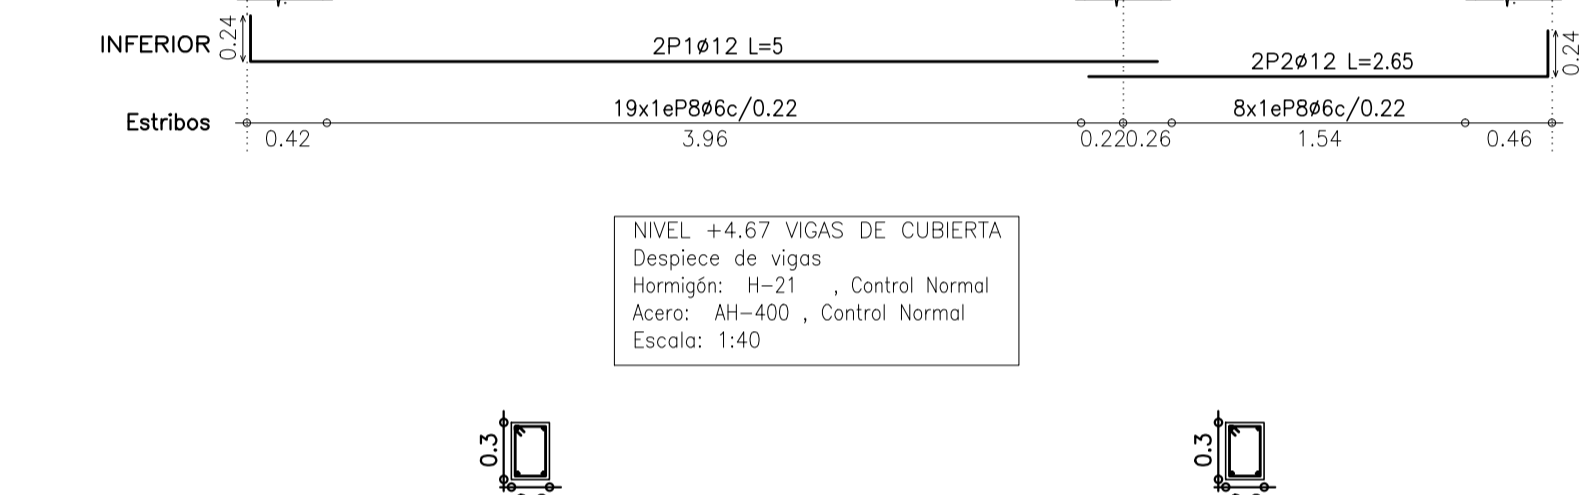 INFERIOR
0.24
2P1ø12 L=5
2P2ø12 L=2.65
0.24
Estribos
19x1eP8ø6c/0.22
8x1eP8ø6c/0.22
0.42
3.96
0.22
0.26
1.54
0.46
NIVEL +4.67 VIGAS DE CUBIERTA
Despiece de vigas
Hormigón: H-21 , Control Normal
Acero: AH-400 , Control Normal
Escala: 1:40
0.3
0.3